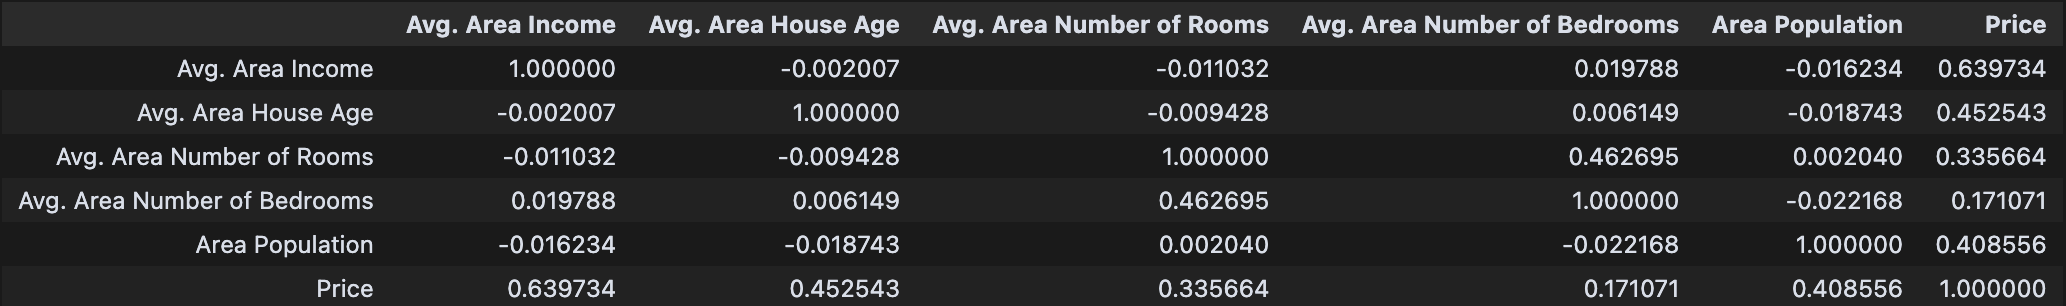 Avg. Area Income Avg. Area House Age Avg. Area Number of Rooms Avg. Area Number of Bedrooms Area Population Price
Avg. Area Income 1.000000 -0.002007 -0.011032 0.019788 -0.016234 0.639734
Avg. Area House Age -0.002007 1.000000 -0.009428 0.006149 -0.018743 0.452543
Avg. Area Number of Rooms -0.011032 -0.009428 1.000000 0.462695 0.002040 0.335664
Avg. Area Number of Bedrooms 0.019788 0.006149 0.462695 1.000000 -0.022168 0.171071
Area Population -0.016234 -0.018743 0.002040 -0.022168 1.000000 0.408556
Price 0.639734 0.452543 0.335664 0.171071 0.408556 1.000000